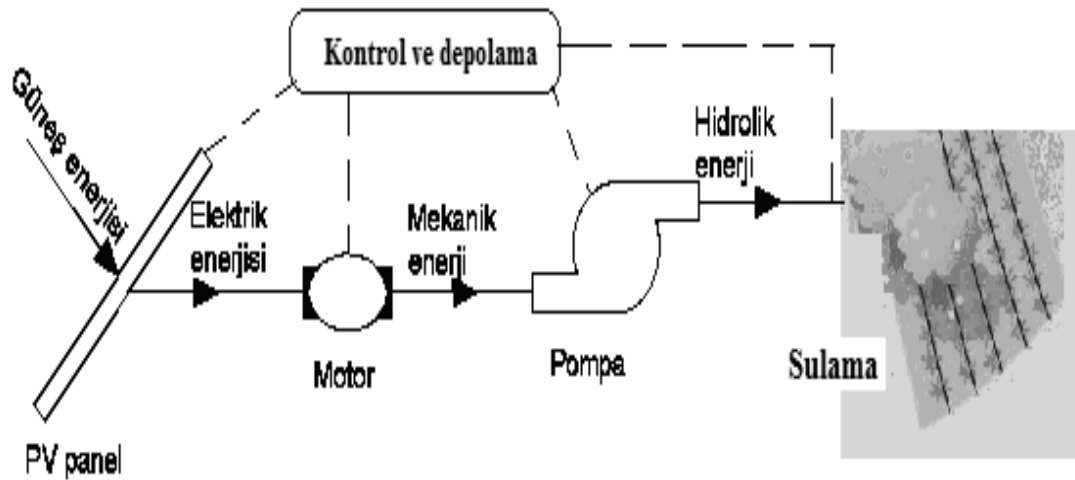 Kontrol ve depolama
Güneş enerjisi
Elektrik
enerjisi
Mekanik
enerji
Hidrolik
enerji
Motor
Pompa
Sulama
PV panel